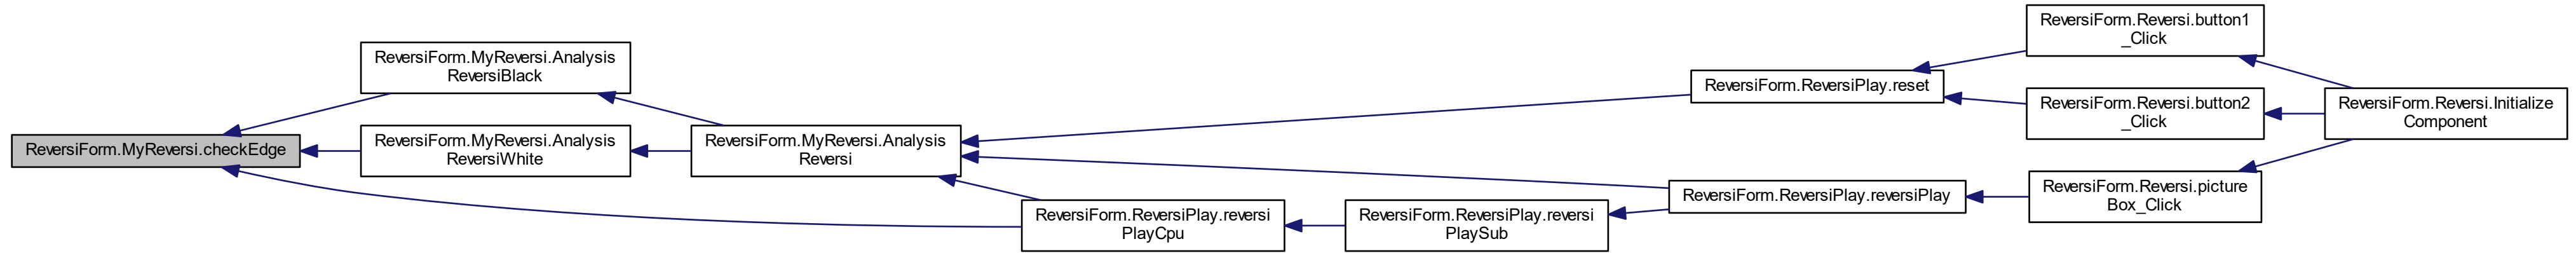 ReversiForm.MyReversi.checkEdge
ReversiForm.MyReversi.Analysis
ReversiBlack
ReversiForm.MyReversi.Analysis
ReversiWhite
ReversiForm.MyReversi.Analysis
Reversi
ReversiForm.ReversiPlay.reversi
PlayCpu
ReversiForm.ReversiPlay.reversi
PlaySub
ReversiForm.ReversiPlay.reset
ReversiForm.ReversiPlay.reversiPlay
ReversiForm.Reversi.button1
_Click
ReversiForm.Reversi.button2
_Click
ReversiForm.Reversi.picture
Box_Click
ReversiForm.Reversi.Initialize
Component